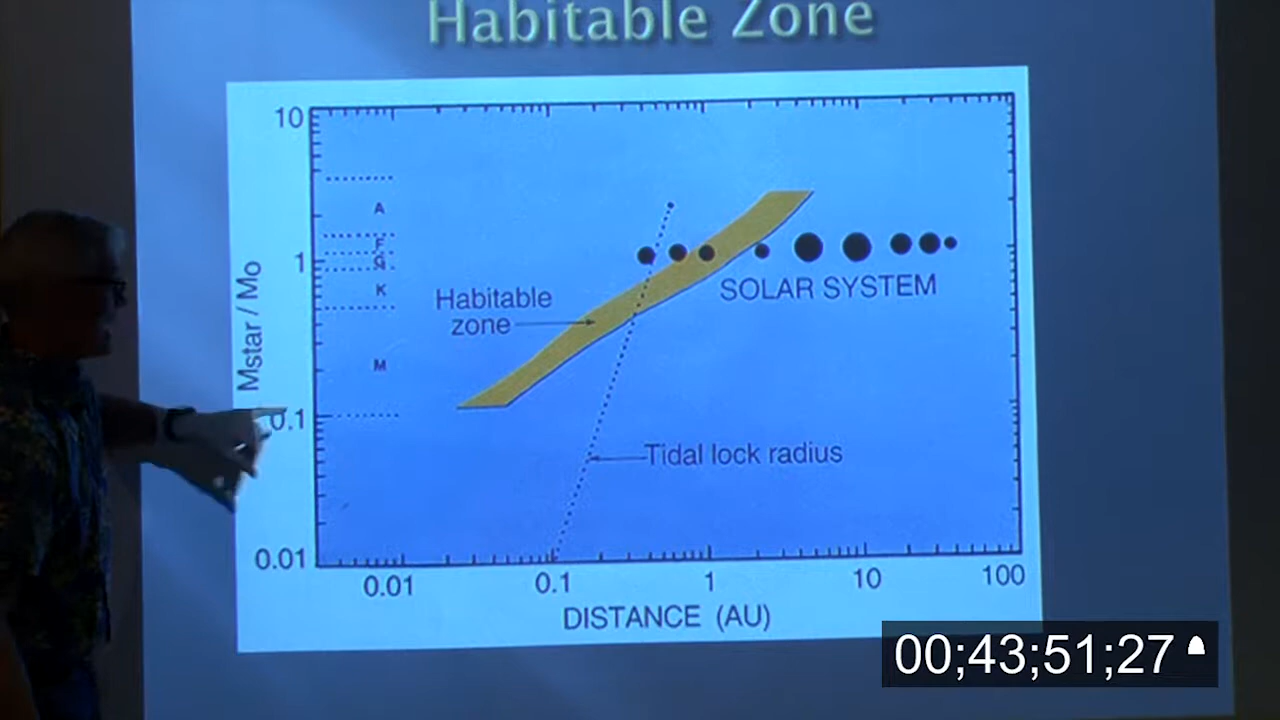 Habitable Zone
10
A
F
1
G
K
Habitable
zone
SOLAR SYSTEM
Mstar / Mo
M
0.1
Tidal lock radius
0.01
0.01
0.1
1
10
100
DISTANCE (AU)
00;43;51;27